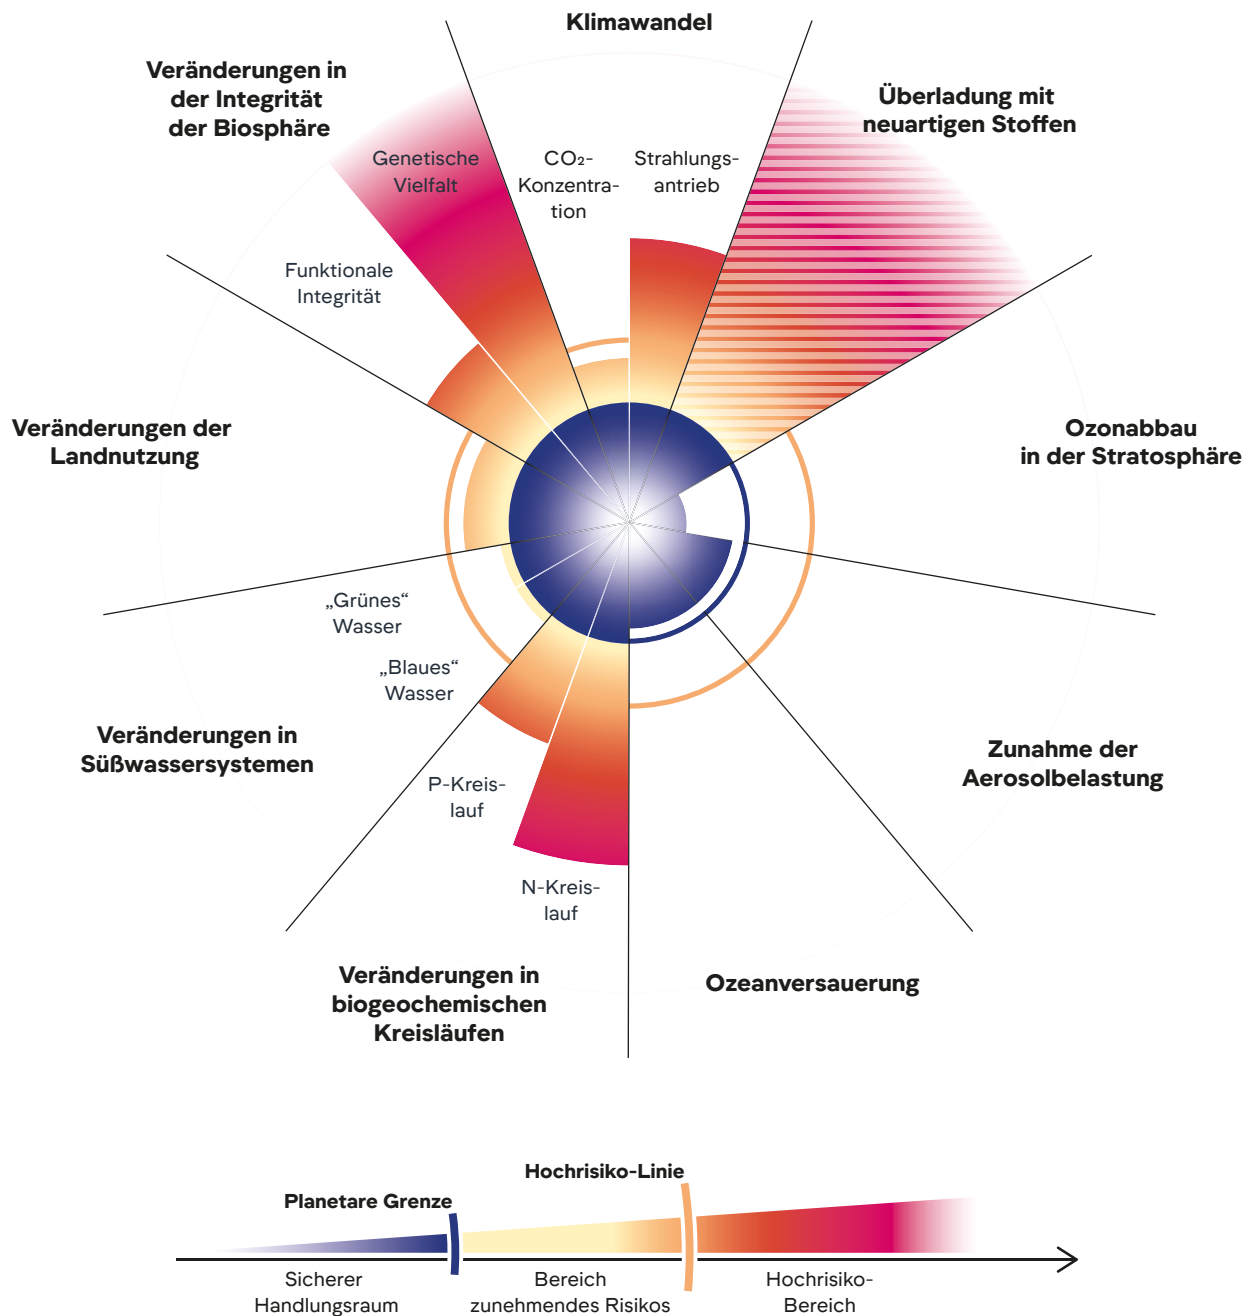 Klimawandel
Veränderungen in
der Integrität
der Biosphäre
Überladung mit
neuartigen Stoffen
Genetische
Vielfalt
CO₂-
Konzentra-
tion
Strahlungs-
antrieb
Funktionale
Integrität
Veränderungen der
Landnutzung
Ozonabbau
in der Stratosphäre
„Grünes“
Wasser
„Blaues“
Wasser
Veränderungen in
Süßwassersystemen
Zunahme der
Aerosolbelastung
P-Kreis-
lauf
N-Kreis-
lauf
Veränderungen in
biogeochemischen
Kreisläufen
Ozeanversauerung
Hochrisiko-Linie
Planetare Grenze
Sicherer
Handlungsraum
Bereich
zunehmendes Risikos
Hochrisiko-
Bereich